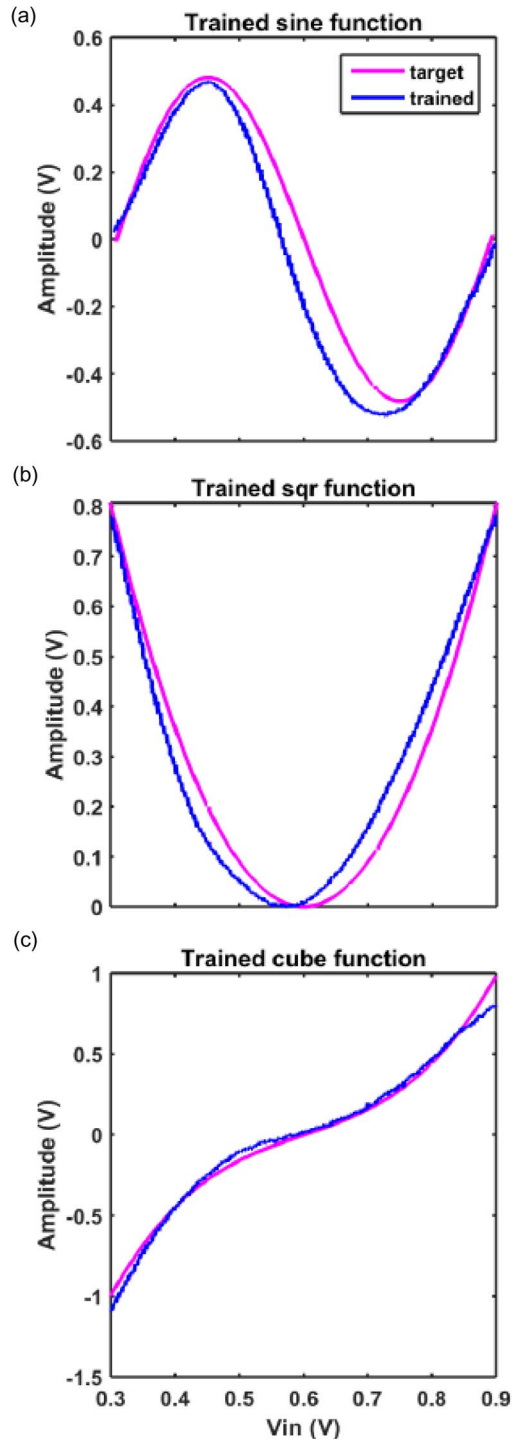 (a)
Trained sine function
target
trained
0.6
0.4
0.2
0
-0.2
-0.4
-0.6
Amplitude (V)
(b)
Trained sqr function
0.8
0.7
0.6
0.5
0.4
0.3
0.2
0.1
0
Amplitude (V)
(c)
Trained cube function
1
0.5
0
-0.5
-1
-1.5
Amplitude (V)
0.3 0.4 0.5 0.6 0.7 0.8 0.9
Vin (V)